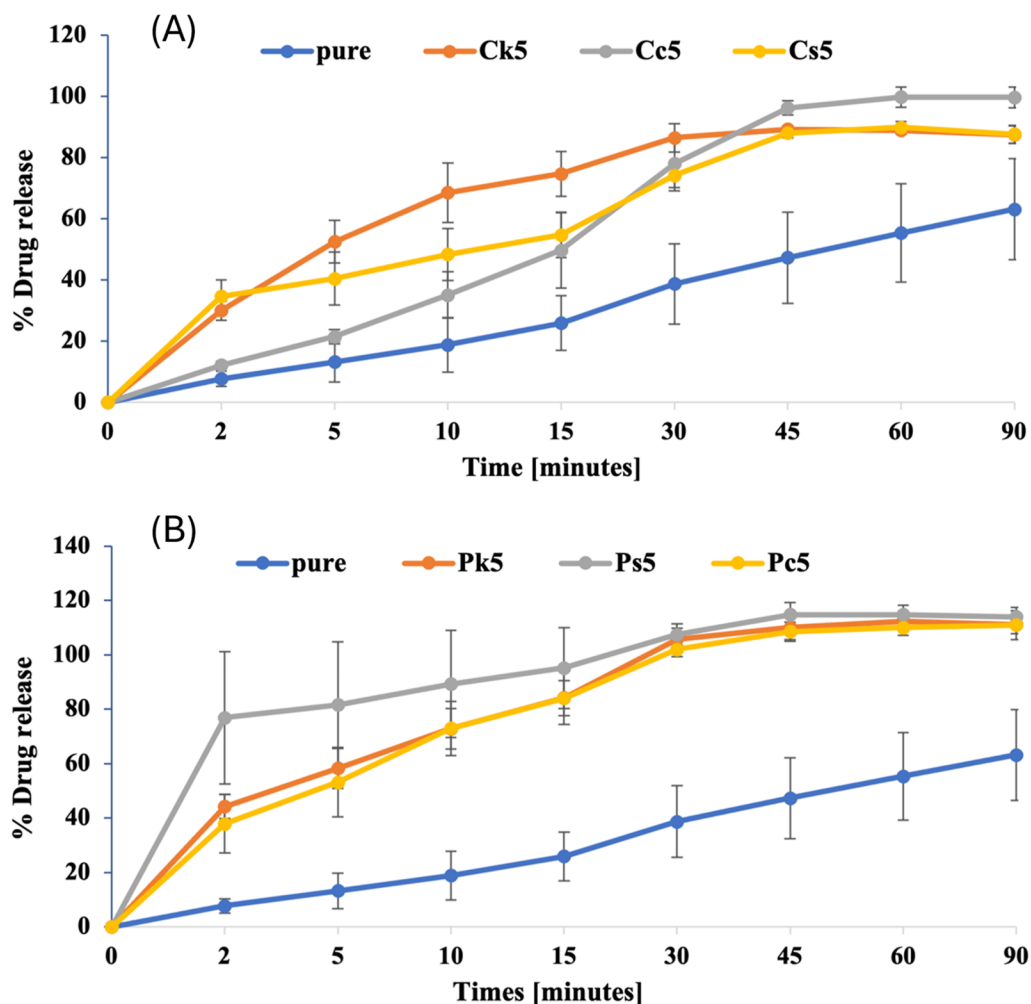 (A)
pure Ck5 Cc5 Cs5
120
100
80
60
40
20
0
% Drug release
0 2 5 10 15 30 45 60 90
Time [minutes]
(B)
pure Pk5 Ps5 Pc5
140
120
100
80
60
40
20
0
% Drug release
0 2 5 10 15 30 45 60 90
Times [minutes]